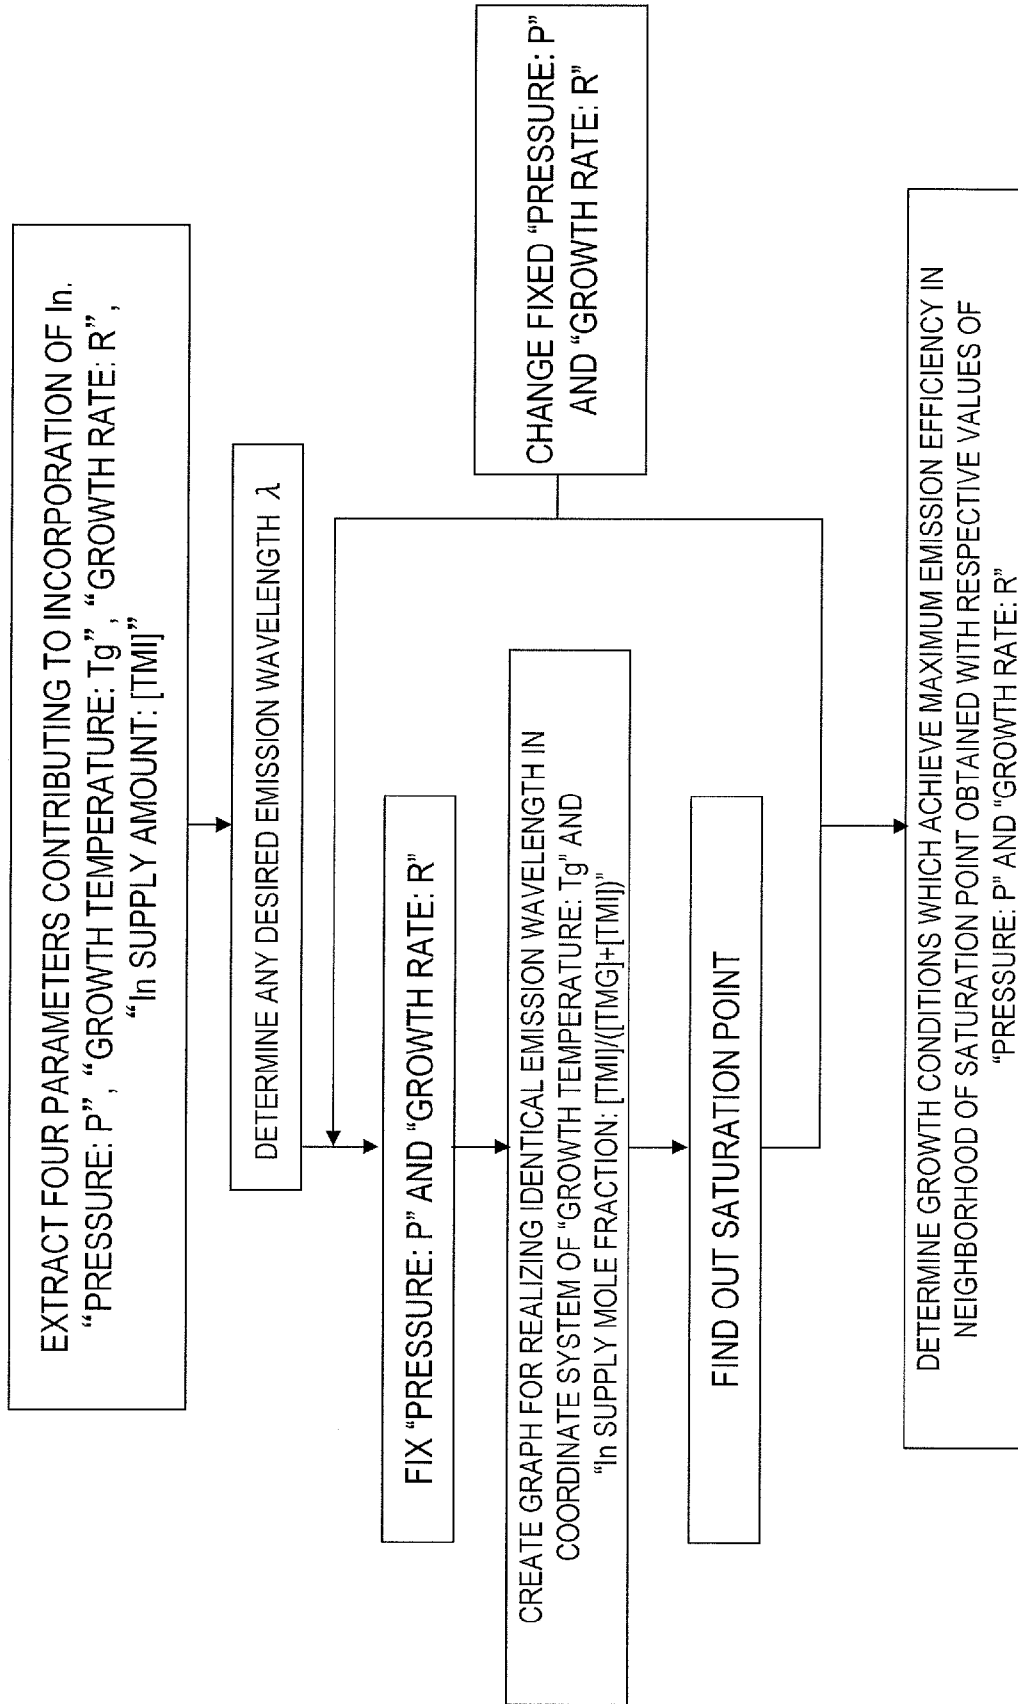 EXTRACT FOUR PARAMETERS CONTRIBUTING TO INCORPORATION OF In.
“PRESSURE: P”, “GROWTH TEMPERATURE: Tg”, “GROWTH RATE: R”,
“In SUPPLY AMOUNT: [TMI]”
DETERMINE ANY DESIRED EMISSION WAVELENGTH λ
FIX “PRESSURE: P” AND “GROWTH RATE: R”
CREATE GRAPH FOR REALIZING IDENTICAL EMISSION WAVELENGTH IN
COORDINATE SYSTEM OF “GROWTH TEMPERATURE: Tg” AND
“In SUPPLY MOLE FRACTION: [TMI]/([TMG]+[TMI])”
FIND OUT SATURATION POINT
CHANGE FIXED “PRESSURE: P”
AND “GROWTH RATE: R”
DETERMINE GROWTH CONDITIONS WHICH ACHIEVE MAXIMUM EMISSION EFFICIENCY IN
NEIGHBORHOOD OF SATURATION POINT OBTAINED WITH RESPECTIVE VALUES OF
“PRESSURE: P” AND “GROWTH RATE: R”